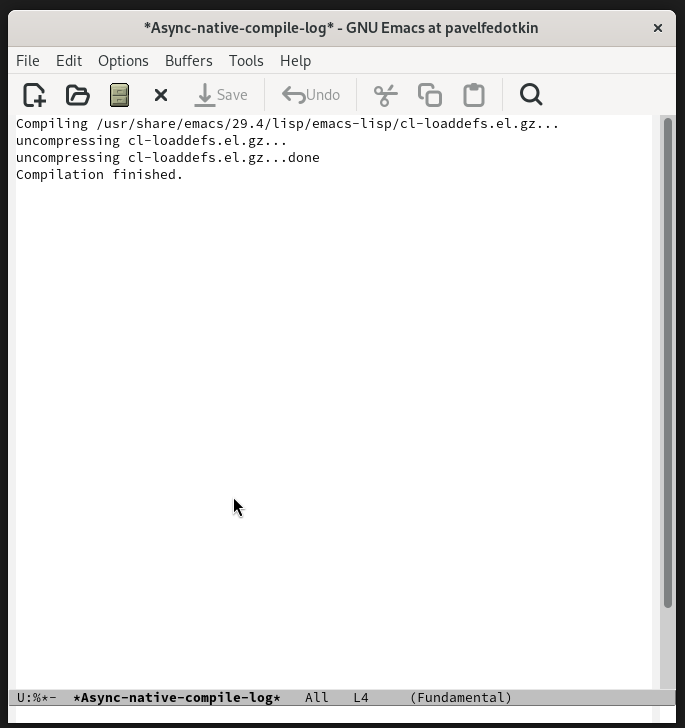 *Async-native-compile-log* - GNU Emacs at pavelfedotkin
File Edit Options Buffers Tools Help
Save Undo
Compiling /usr/share/emacs/29.4/lisp/emacs-lisp/cl-loaddefs.el.gz...
uncompressing cl-loaddefs.el.gz...
uncompressing cl-loaddefs.el.gz...done
Compilation finished.
U:%*- *Async-native-compile-log* All L4 (Fundamental)